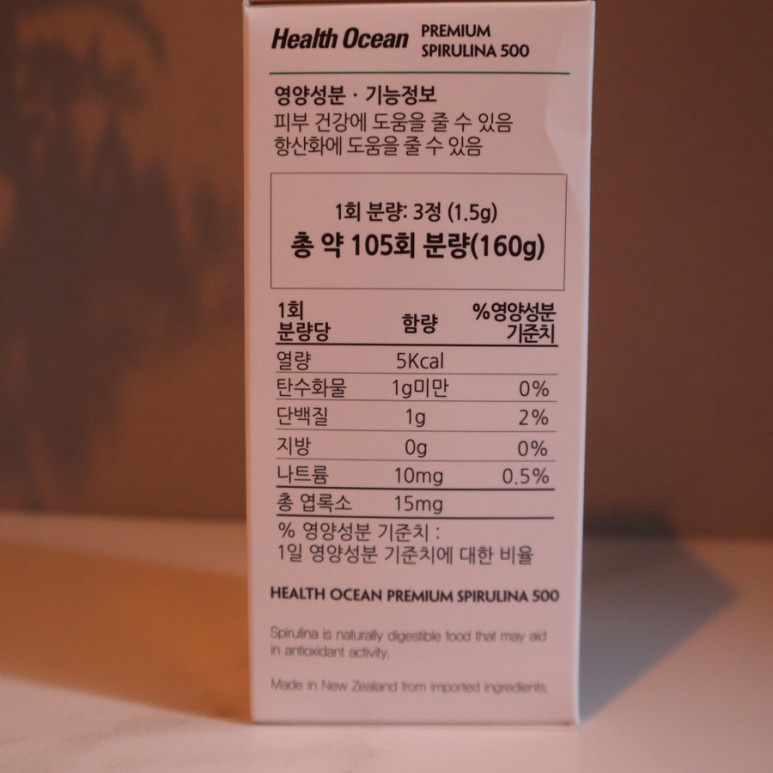 Health Ocean PREMIUM
SPIRULINA 500
영양성분 · 기능정보
피부 건강에 도움을 줄 수 있음
항산화에 도움을 줄 수 있음
1회 분량: 3정 (1.5g)
총 약 105회 분량(160g)
1회 분량당 함량 %영양성분 기준치
열량 5Kcal
탄수화물 1g미만 0%
단백질 1g 2%
지방 0g 0%
나트륨 10mg 0.5%
총 엽록소 15mg
% 영양성분 기준치 :
1일 영양성분 기준치에 대한 비율
HEALTH OCEAN PREMIUM SPIRULINA 500
Spirulina is naturally digestible food that may aid
in antioxidant activity.
Made in New Zealand from imported ingredients.